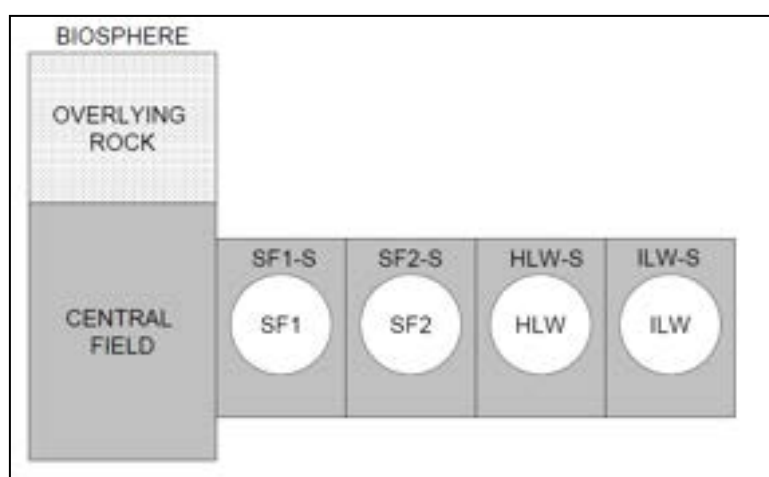 BIOSPHERE
OVERLYING
ROCK
CENTRAL
FIELD
SF1-S
SF2-S
HLW-S
ILW-S
SF1
SF2
HLW
ILW